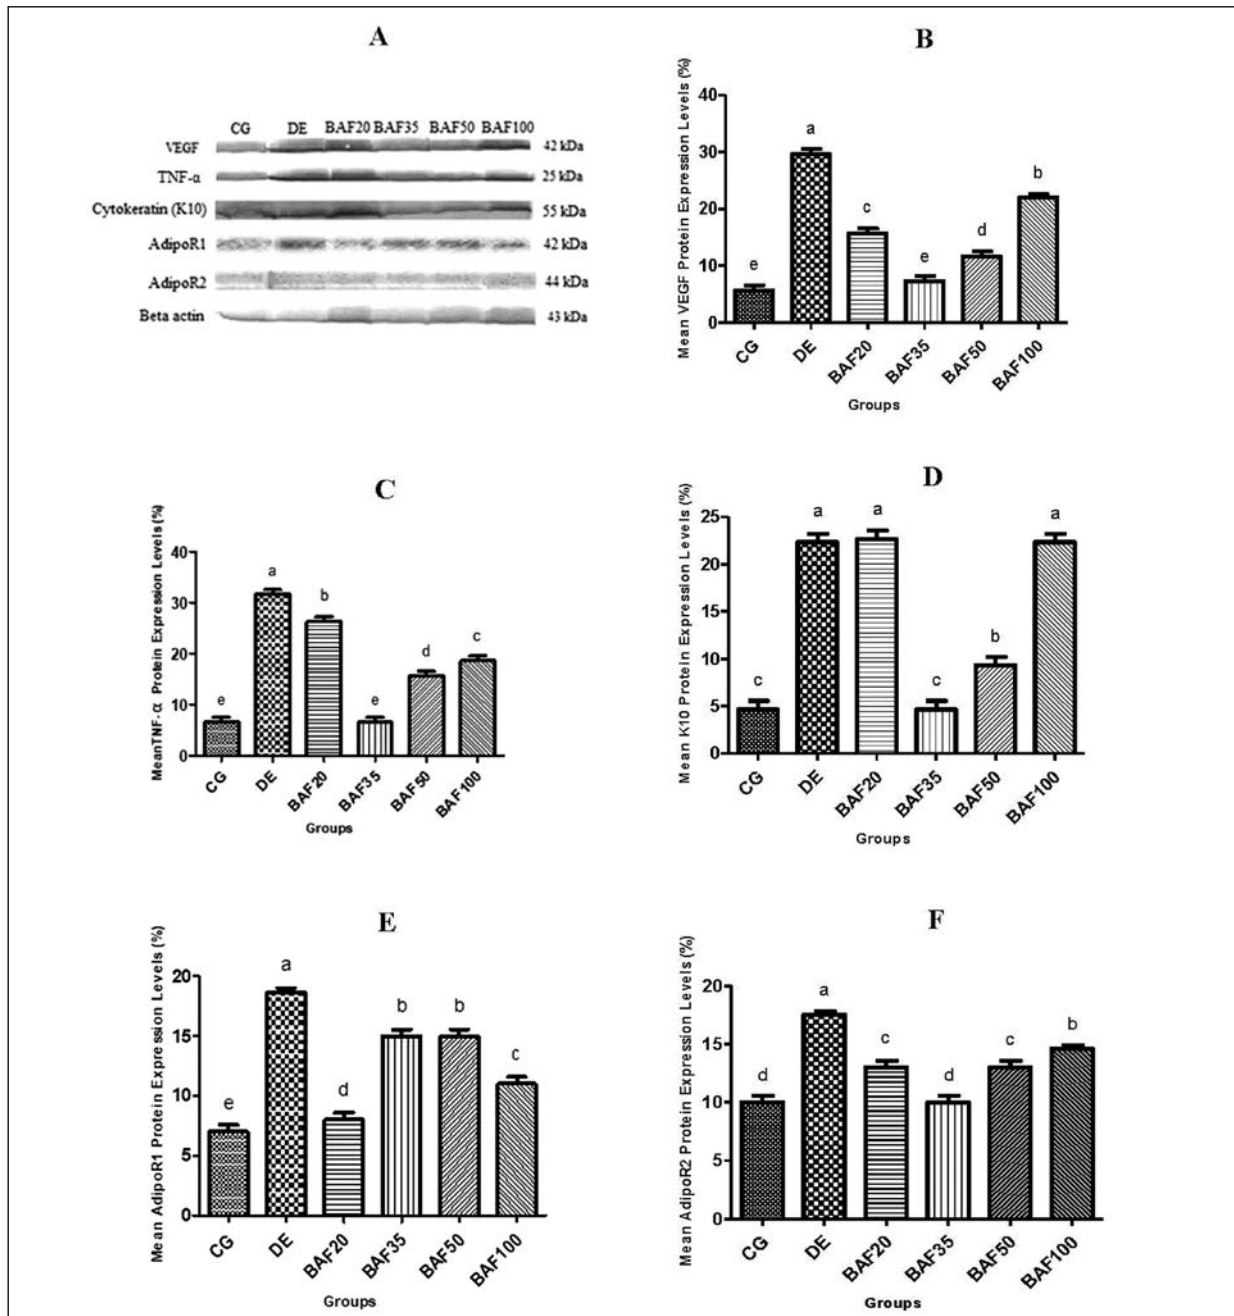 A
CG DE BAF20 BAF35 BAF50 BAF100
VEGF 42 kDa
TNF-α 25 kDa
Cytokeratin (K10) 55 kDa
AdipoR1 42 kDa
AdipoR2 44 kDa
Beta actin 43 kDa
B
Mean VEGF Protein Expression Levels (%)
40
30
20
10
0
a
b
c
d
e
e
CG DE BAF20 BAF35 BAF50 BAF100
Groups
C
MeanTNF-α Protein Expression Levels (%)
40
30
20
10
0
a
b
c
d
e
e
CG DE BAF20 BAF35 BAF50 BAF100
Groups
D
Mean K10 Protein Expression Levels (%)
25
20
15
10
5
0
a a a
b
c c
CG DE BAF20 BAF35 BAF50 BAF100
Groups
E
Mean AdipoR1 Protein Expression Levels (%)
20
15
10
5
0
a
b b
c
d
e
CG DE BAF20 BAF35 BAF50 BAF100
Groups
F
Mean AdipoR2 Protein Expression Levels (%)
20
15
10
5
0
a
b
c c
d d
CG DE BAF20 BAF35 BAF50 BAF100
Groups